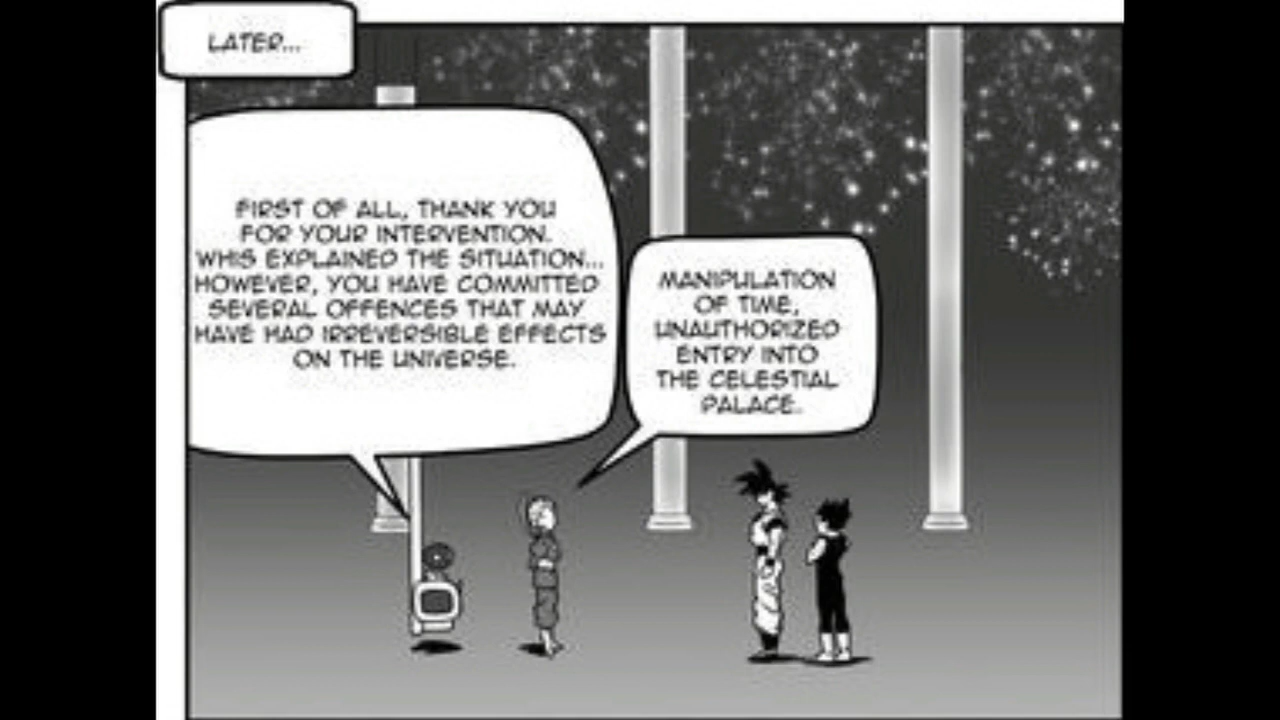 LATER...
FIRST OF ALL, THANK YOU
FOR YOUR INTERVENTION.
WHIS EXPLAINED THE SITUATION...
HOWEVER, YOU HAVE COMMITTED
SEVERAL OFFENCES THAT MAY
HAVE HAD IRREVERSIBLE EFFECTS
ON THE UNIVERSE.
MANIPULATION
OF TIME,
UNAUTHORIZED
ENTRY INTO
THE CELESTIAL
PALACE.